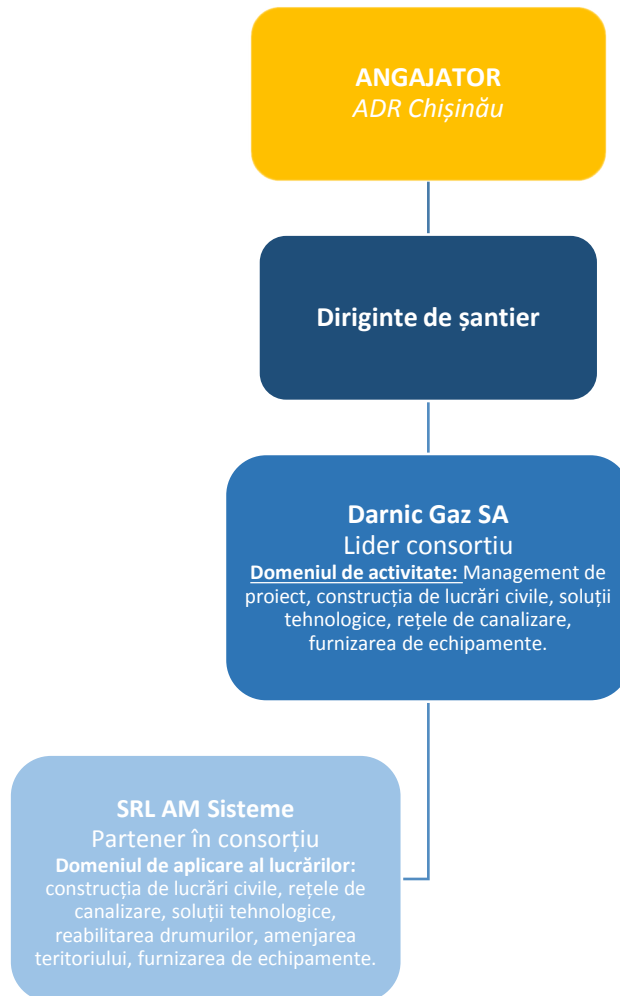 ANGAJATOR
ADR Chișinău
Diriginte de șantier
Darnic Gaz SA
Lider consortiu
Domeniul de activitate: Management de
proiect, construcția de lucrări civile, soluții
tehnologice, rețele de canalizare,
furnizarea de echipamente.
SRL AM Sisteme
Partener în consorțiu
Domeniul de aplicare al lucrărilor:
construcția de lucrări civile, rețele de
canalizare, soluții tehnologice,
reabilitarea drumurilor, amenjarea
teritoriului, furnizarea de echipamente.